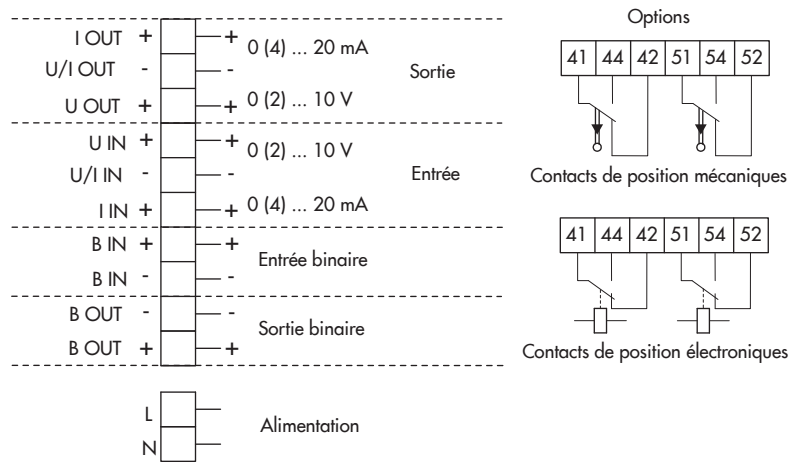 I OUT + + 0 (4) ... 20 mA
U/I OUT - - Sortie
U OUT + + 0 (2) ... 10 V
U IN + + 0 (2) ... 10 V
U/I IN - - Entrée
I IN + + 0 (4) ... 20 mA
B IN + +
Entrée binaire
B IN - -
B OUT - -
Sortie binaire
B OUT + +
L
Alimentation
N
Options
41 44 42 51 54 52
Contacts de position mécaniques
41 44 42 51 54 52
Contacts de position électroniques